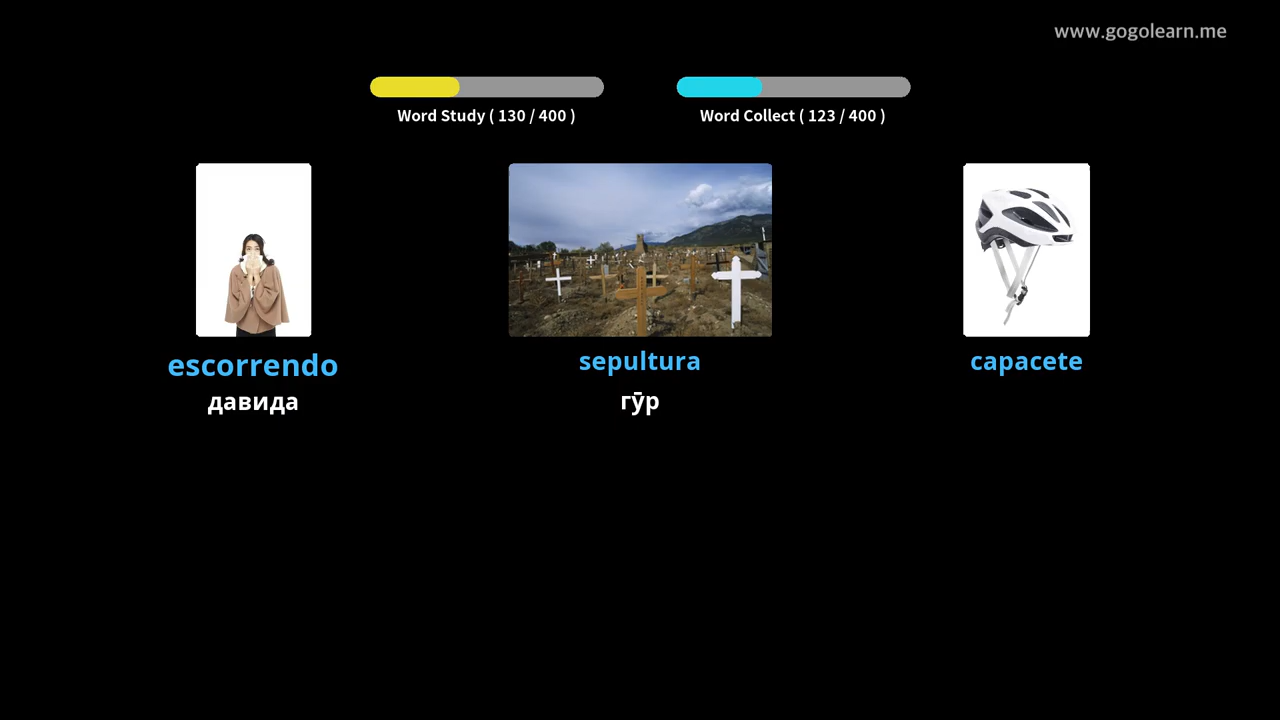 www.gogolearn.me
Word Study ( 130 / 400 )
Word Collect ( 123 / 400 )
escorrendo
sepultura
capacete
давида
гӯр